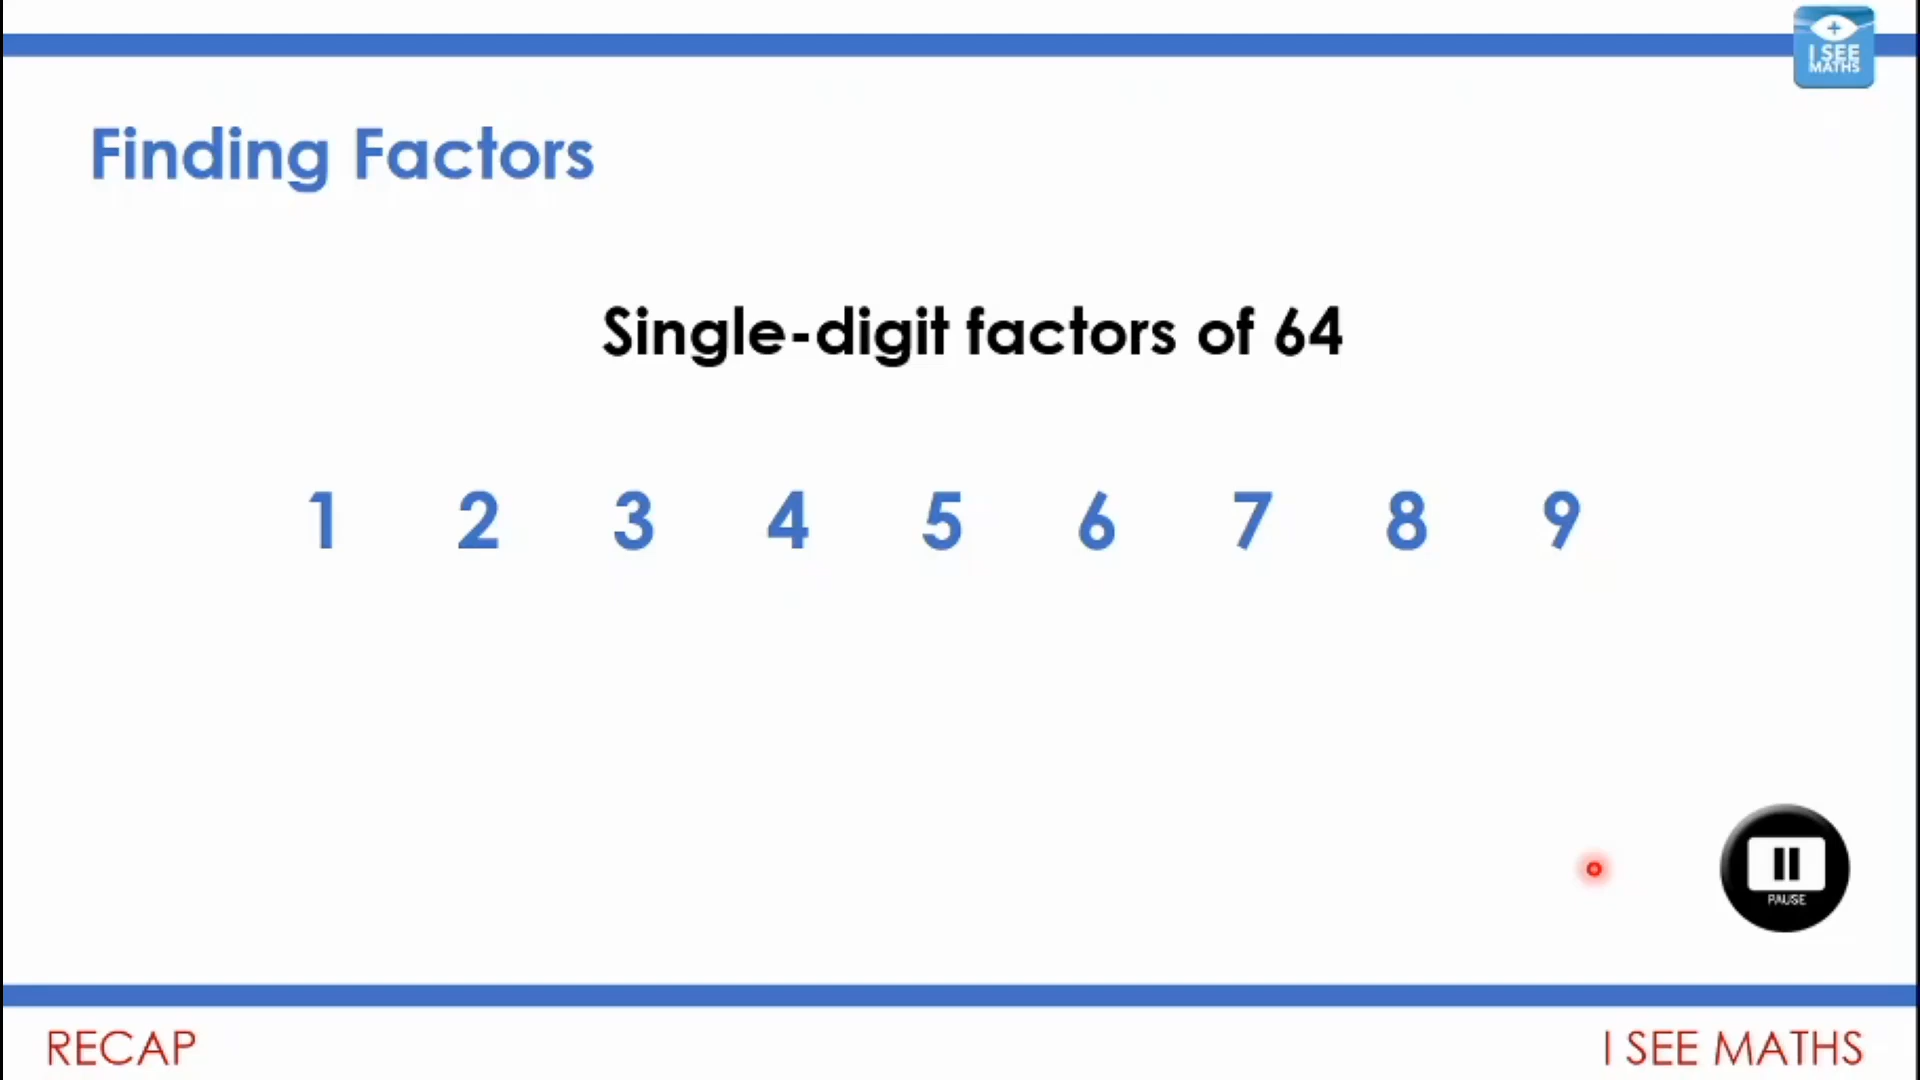 I SEE
MATHS
Finding Factors
Single-digit factors of 64
1 2 3 4 5 6 7 8 9
PAUSE
RECAP
I SEE MATHS